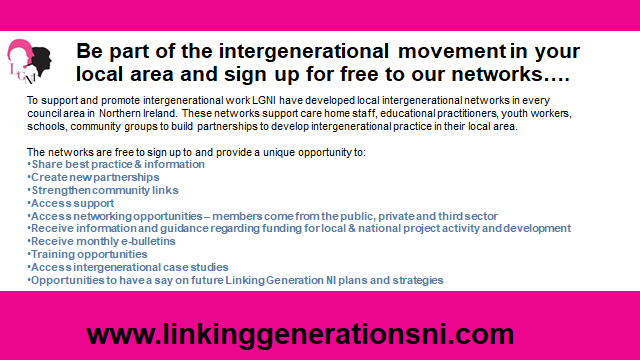 LGNI
Be part of the intergenerational movement in your
local area and sign up for free to our networks….
To support and promote intergenerational work LGNI have developed local intergenerational networks in every
council area in Northern Ireland. These networks support care home staff, educational practitioners, youth workers,
schools, community groups to build partnerships to develop intergenerational practice in their local area.
The networks are free to sign up to and provide a unique opportunity to:
•Share best practice & information
•Create new partnerships
•Strengthen community links
•Access support
•Access networking opportunities – members come from the public, private and third sector
•Receive information and guidance regarding funding for local & national project activity and development
•Receive monthly e-bulletins
•Training opportunities
•Access intergenerational case studies
•Opportunities to have a say on future Linking Generation NI plans and strategies
www.linkinggenerationsni.com